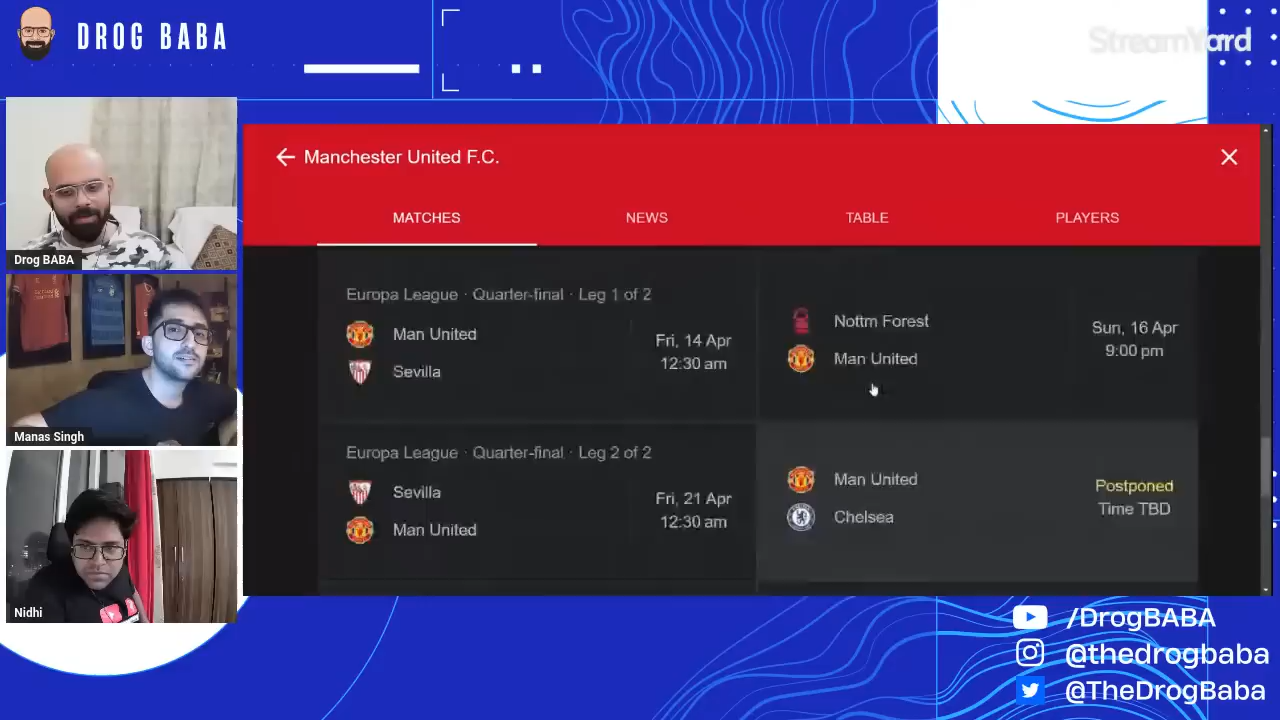 DROG BABA
StreamYard
Drog BABA
Manas Singh
Nidhi
Manchester United F.C.
MATCHES
NEWS
TABLE
PLAYERS
Europa League · Quarter-final · Leg 1 of 2
Man United
Sevilla
Fri, 14 Apr
12:30 am
Nottm Forest
Man United
Sun, 16 Apr
9:00 pm
Europa League · Quarter-final · Leg 2 of 2
Sevilla
Man United
Fri, 21 Apr
12:30 am
Man United
Chelsea
Postponed
Time TBD
/DrogBABA
@thedrogbaba
@TheDrogBaba